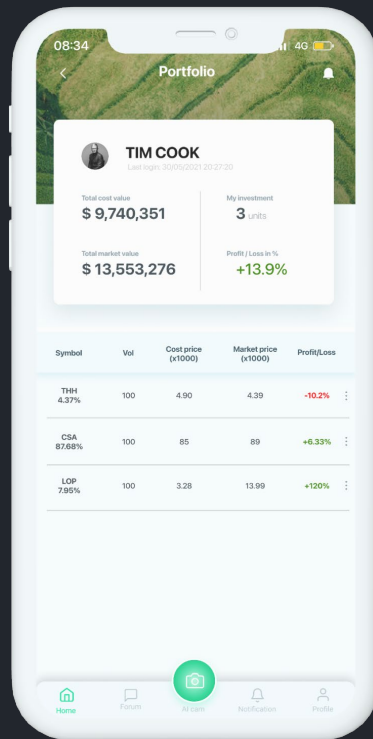 08:34
4G
Portfolio
TIM COOK
Last login: 30/06/2021 20:27:20
Total cost value
$ 9,740,351
My investment
3 units
Total market value
$ 13,553,276
Profit / Loss in %
+13.9%
Symbol Vol Cost price (x1000) Market price (x1000) Profit/Loss
THH
4.37% 100 4.90 4.39 -10.2%
CSA
87.68% 100 85 89 +6.33%
LOP
7.95% 100 3.28 13.99 +120%
Home Forum AI cam Notification Profile